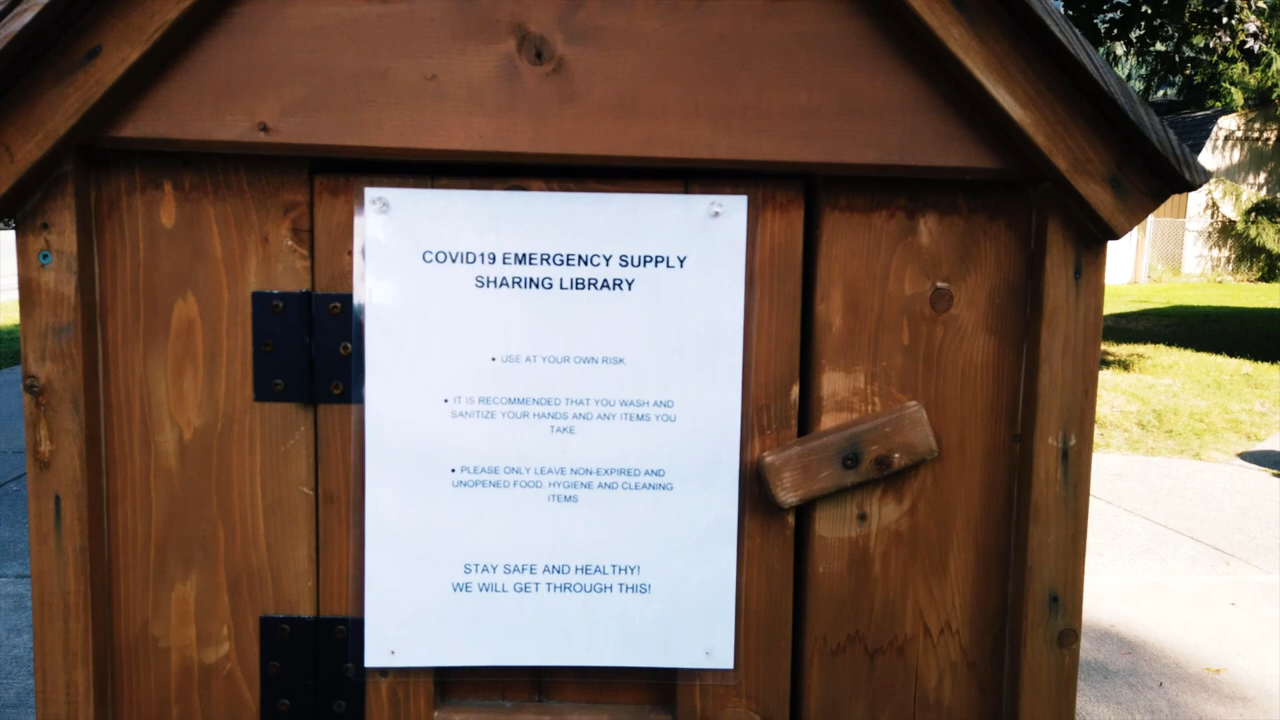 COVID19 EMERGENCY SUPPLY
SHARING LIBRARY
• USE AT YOUR OWN RISK.
• IT IS RECOMMENDED THAT YOU WASH AND
SANITIZE YOUR HANDS AND ANY ITEMS YOU
TAKE
• PLEASE ONLY LEAVE NON-EXPIRED AND
UNOPENED FOOD, HYGIENE AND CLEANING
ITEMS
STAY SAFE AND HEALTHY!
WE WILL GET THROUGH THIS!